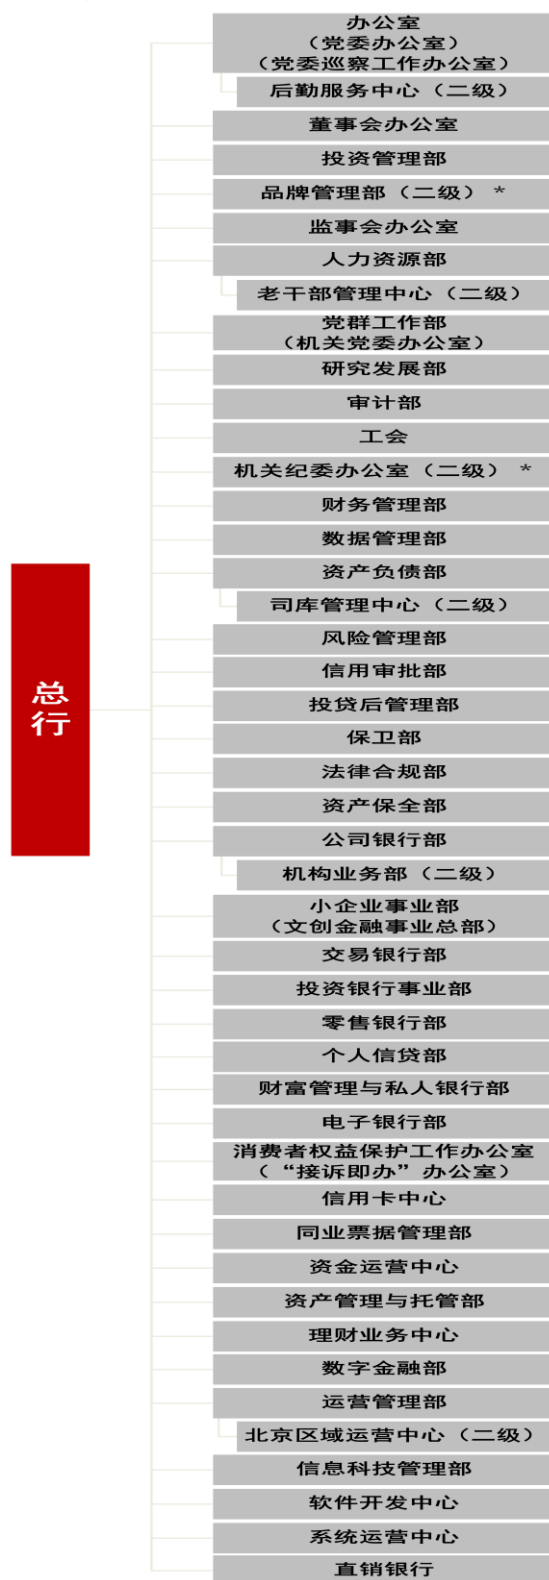 办公室
（党委办公室）
（党委巡察工作办公室）
后勤服务中心（二级）
董事会办公室
投资管理部
品牌管理部（二级）*
监事会办公室
人力资源部
老干部管理中心（二级）
党群工作部
（机关党委办公室）
研究发展部
审计部
工会
机关纪委办公室（二级）*
财务管理部
数据管理部
资产负债部
司库管理中心（二级）
风险管理部
信用审批部
投贷后管理部
保卫部
法律合规部
资产保全部
公司银行部
机构业务部（二级）
小企业事业部
（文创金融事业总部）
交易银行部
投资银行事业部
零售银行部
个人信贷部
财富管理与私人银行部
电子银行部
消费者权益保护工作办公室
（“接诉即办”办公室）
信用卡中心
同业票据管理部
资金运营中心
资产管理与托管部
理财业务中心
数字金融部
运营管理部
北京区域运营中心（二级）
信息科技管理部
软件开发中心
系统运营中心
直销银行
总
行